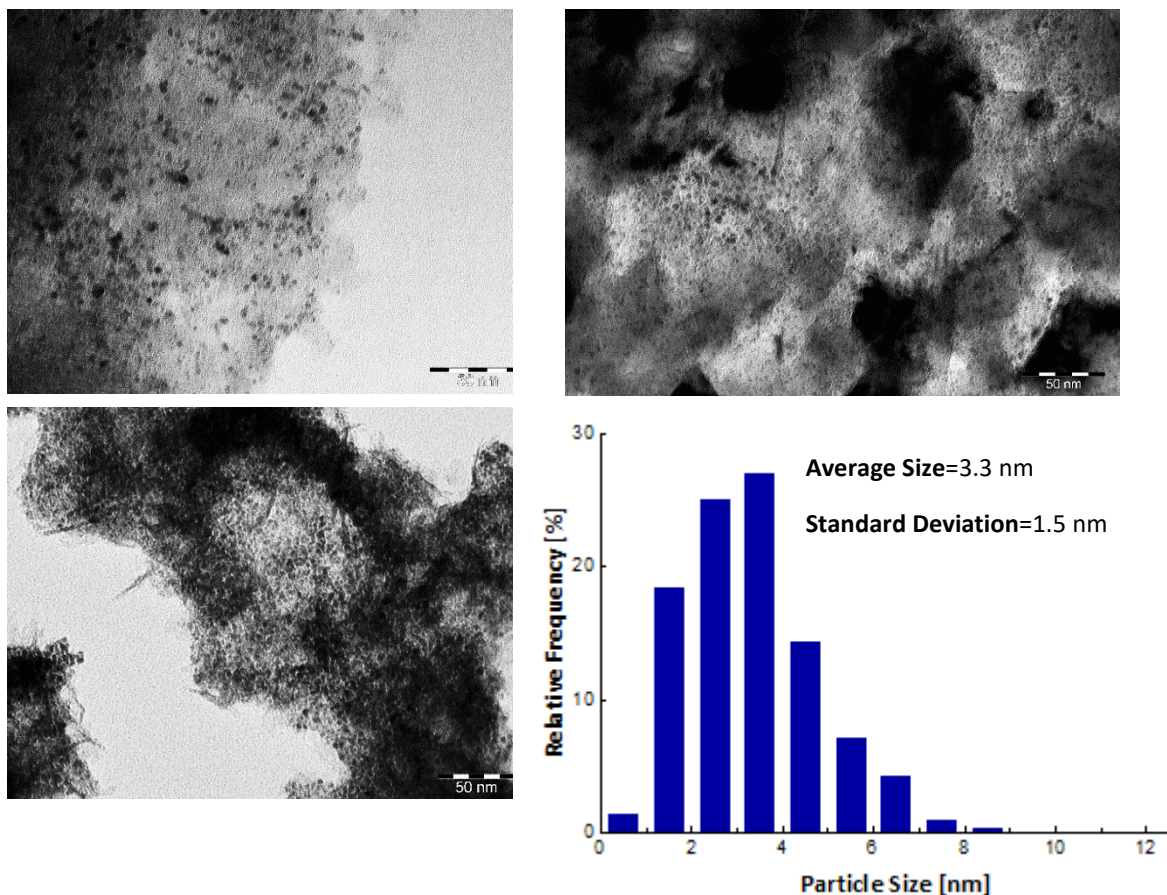 50 nm
50 nm
30
20
10
0
Relative Frequency [%]
Average Size=3.3 nm
Standard Deviation=1.5 nm
0 2 4 6 8 10 12
Particle Size [nm]